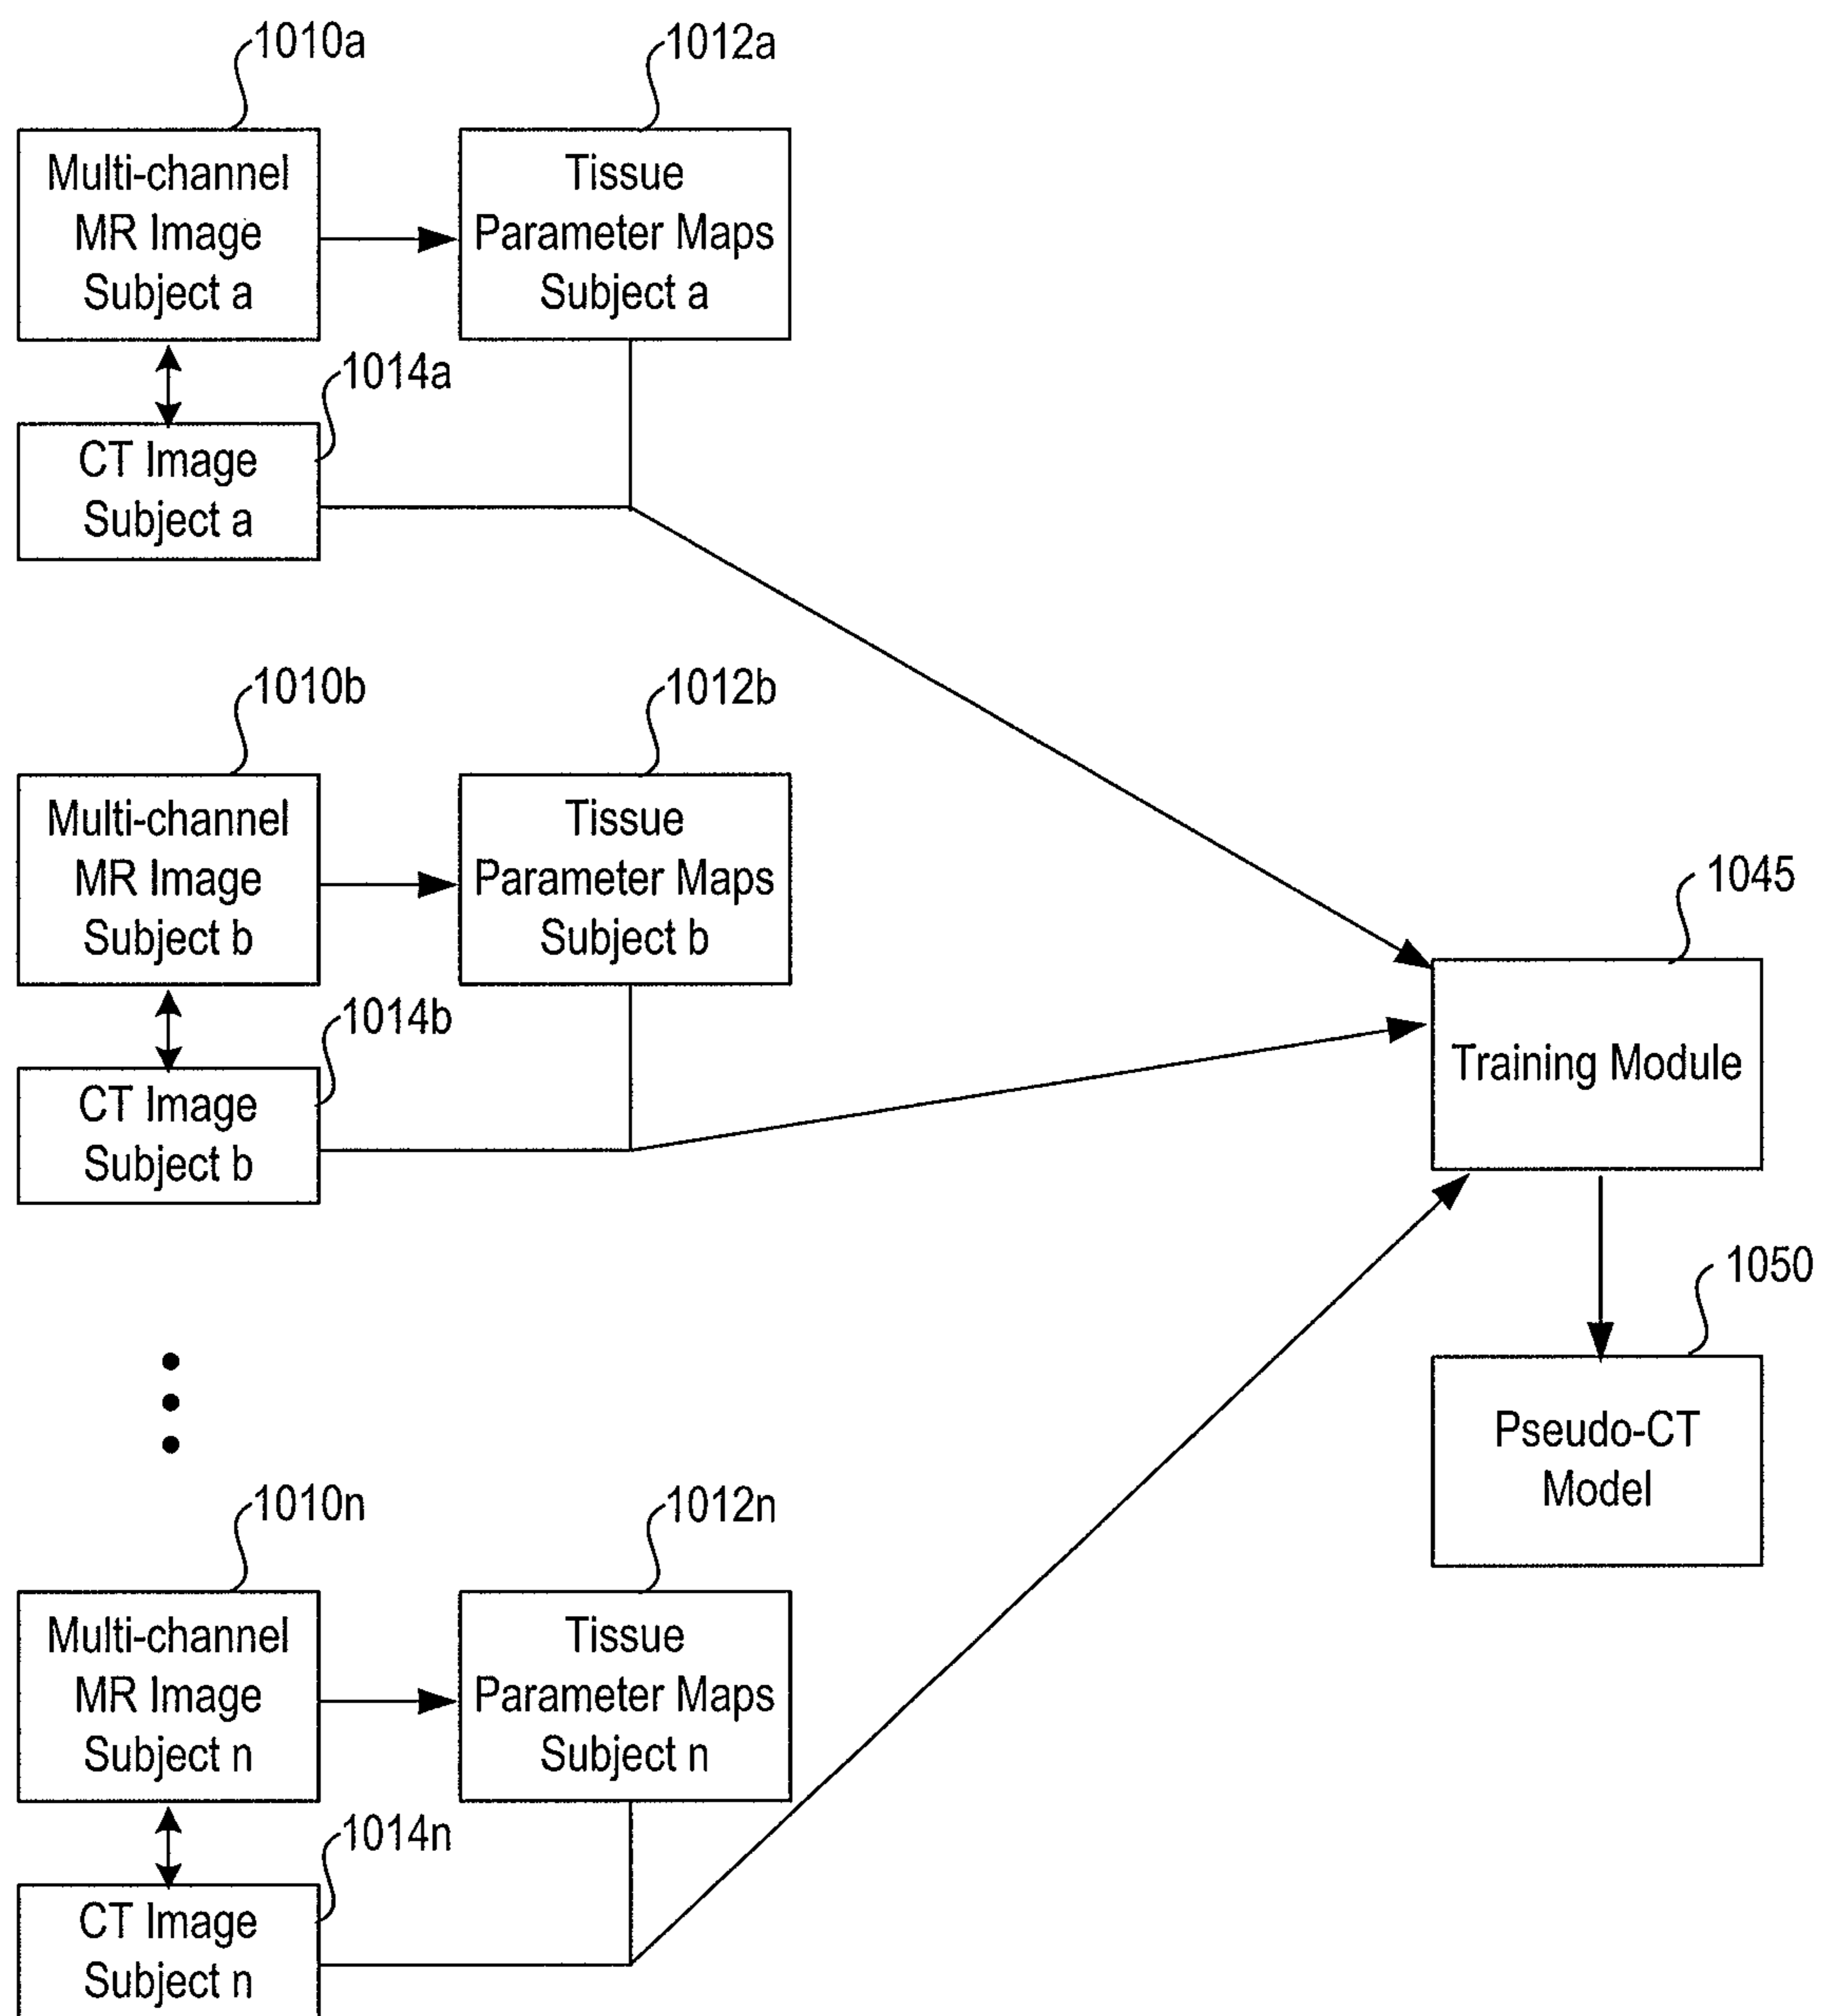 1010a
1012a
Multi-channel
MR Image
Subject a
Tissue
Parameter Maps
Subject a
1014a
CT Image
Subject a
1010b
1012b
Multi-channel
MR Image
Subject b
Tissue
Parameter Maps
Subject b
1014b
CT Image
Subject b
1045
Training Module
1050
Pseudo-CT
Model
1010n
1012n
Multi-channel
MR Image
Subject n
Tissue
Parameter Maps
Subject n
1014n
CT Image
Subject n